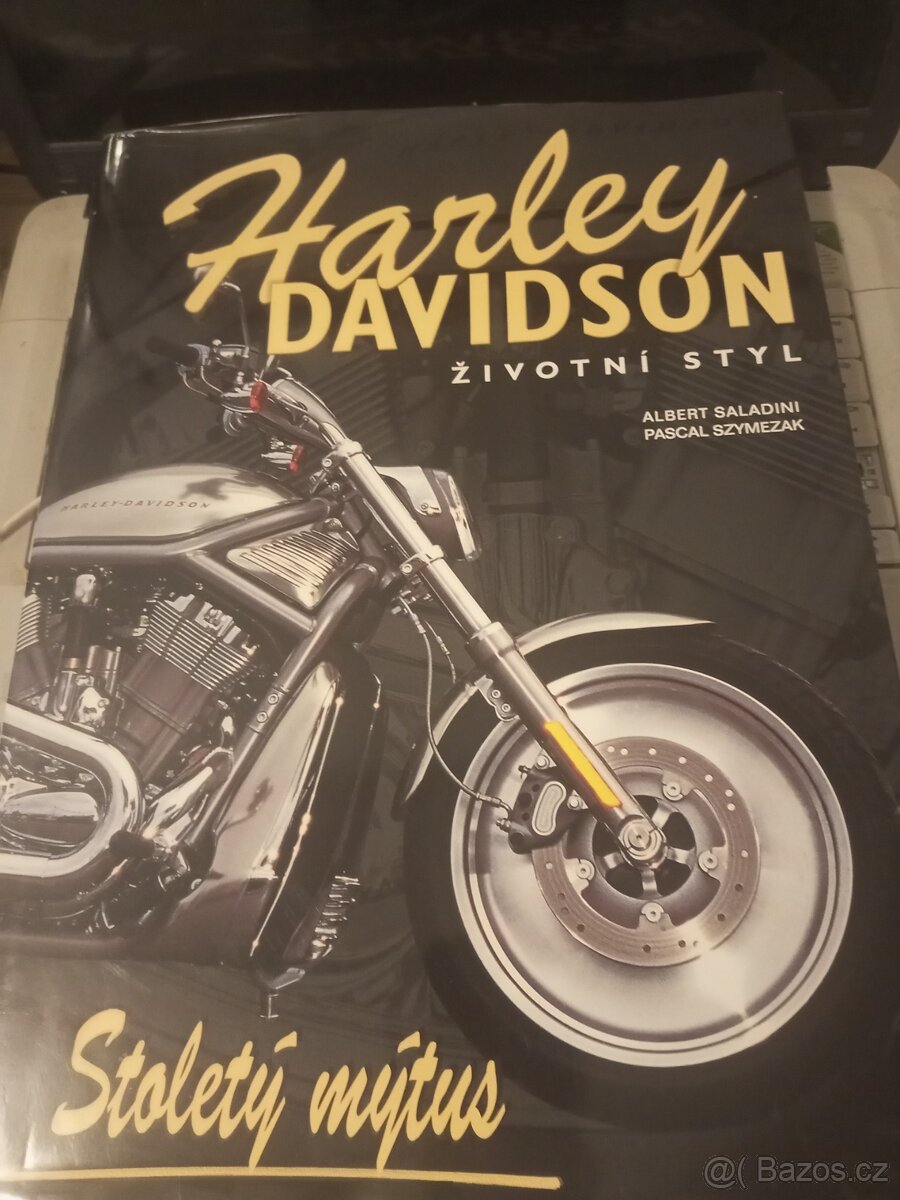 Harley
DAVIDSON
ŽIVOTNÍ STYL
ALBERT SALADINI
PASCAL SZYMEZAK
HARLEY-DAVIDSON
Stoletý mýtus
@( Bazos.cz